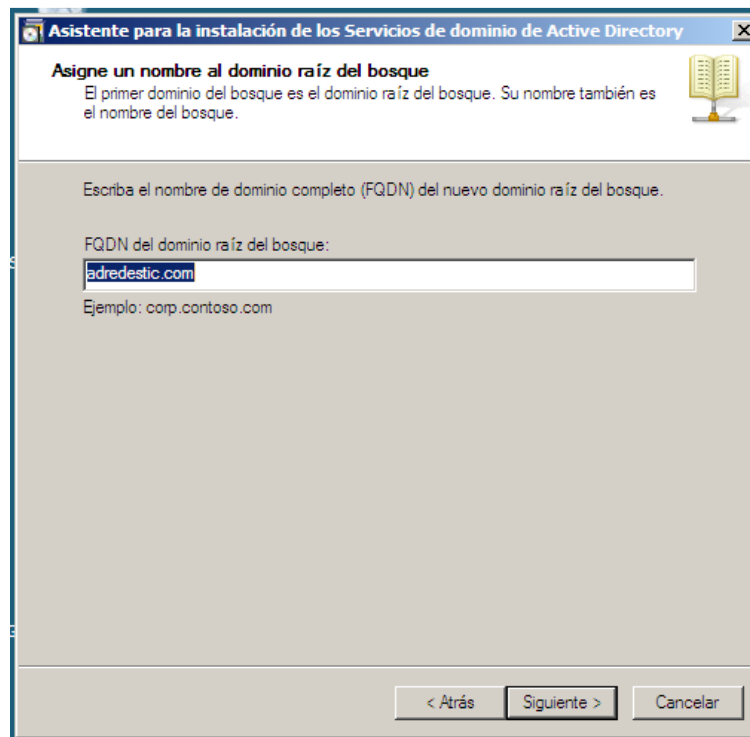 Asistente para la instalación de los Servicios de dominio de Active Directory
Asigne un nombre al dominio raíz del bosque
El primer dominio del bosque es el dominio raíz del bosque. Su nombre también es
el nombre del bosque.
Escriba el nombre de dominio completo (FQDN) del nuevo dominio raíz del bosque.
FQDN del dominio raíz del bosque:
adredestic.com
Ejemplo: corp.contoso.com
< Atrás
Siguiente >
Cancelar